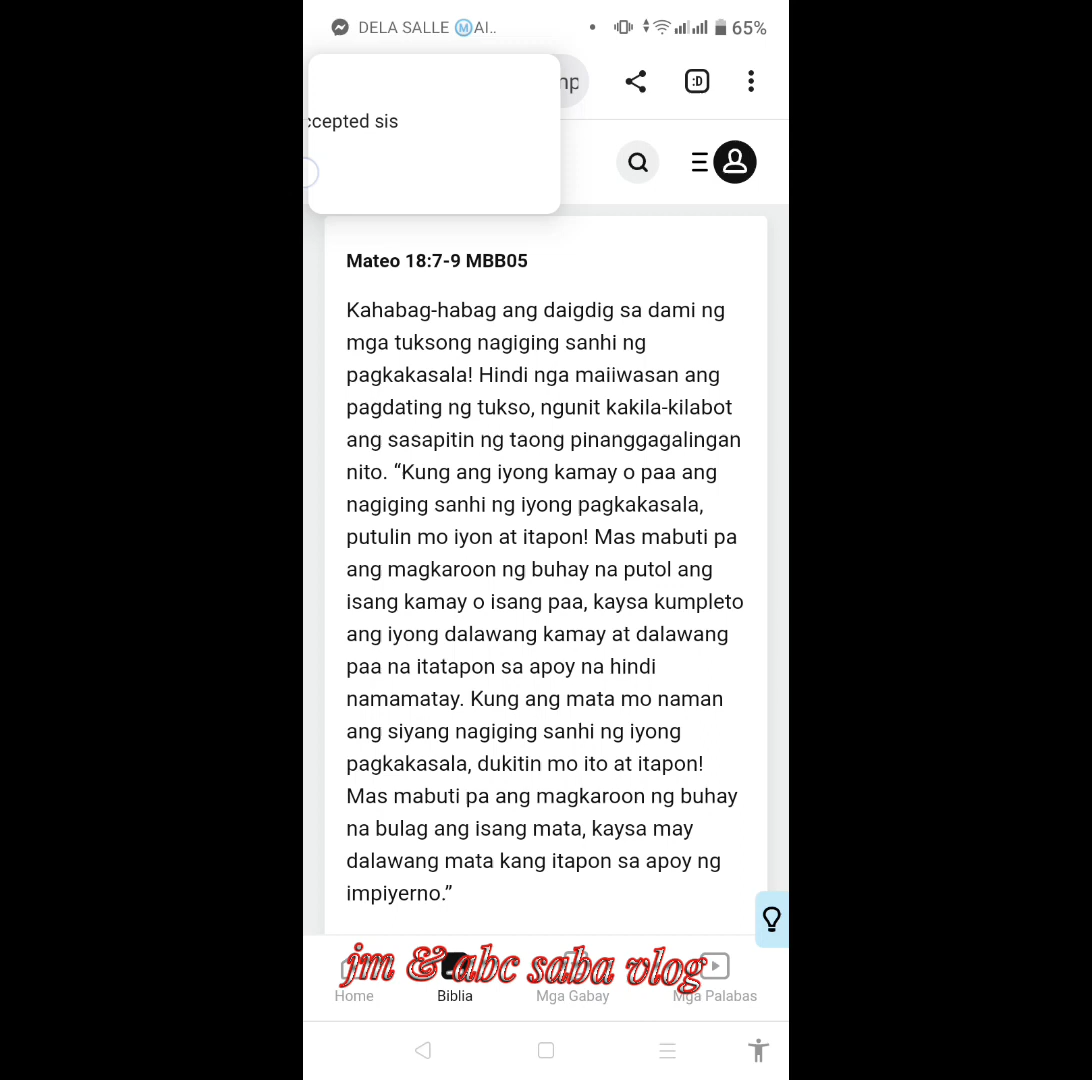 DELA SALLE ⓂAI..
65%
:D
ccepted sis
Mateo 18:7-9 MBB05
Kahabag-habag ang daigdig sa dami ng
mga tuksong nagiging sanhi ng
pagkakasala! Hindi nga maiiwasan ang
pagdating ng tukso, ngunit kakila-kilabot
ang sasapitin ng taong pinanggagalingan
nito. “Kung ang iyong kamay o paa ang
nagiging sanhi ng iyong pagkakasala,
putulin mo iyon at itapon! Mas mabuti pa
ang magkaroon ng buhay na putol ang
isang kamay o isang paa, kaysa kumpleto
ang iyong dalawang kamay at dalawang
paa na itatapon sa apoy na hindi
namamatay. Kung ang mata mo naman
ang siyang nagiging sanhi ng iyong
pagkakasala, dukitin mo ito at itapon!
Mas mabuti pa ang magkaroon ng buhay
na bulag ang isang mata, kaysa may
dalawang mata kang itapon sa apoy ng
impiyerno.”
jm & abc saba vlog
Home Biblia Mga Gabay Mga Palabas